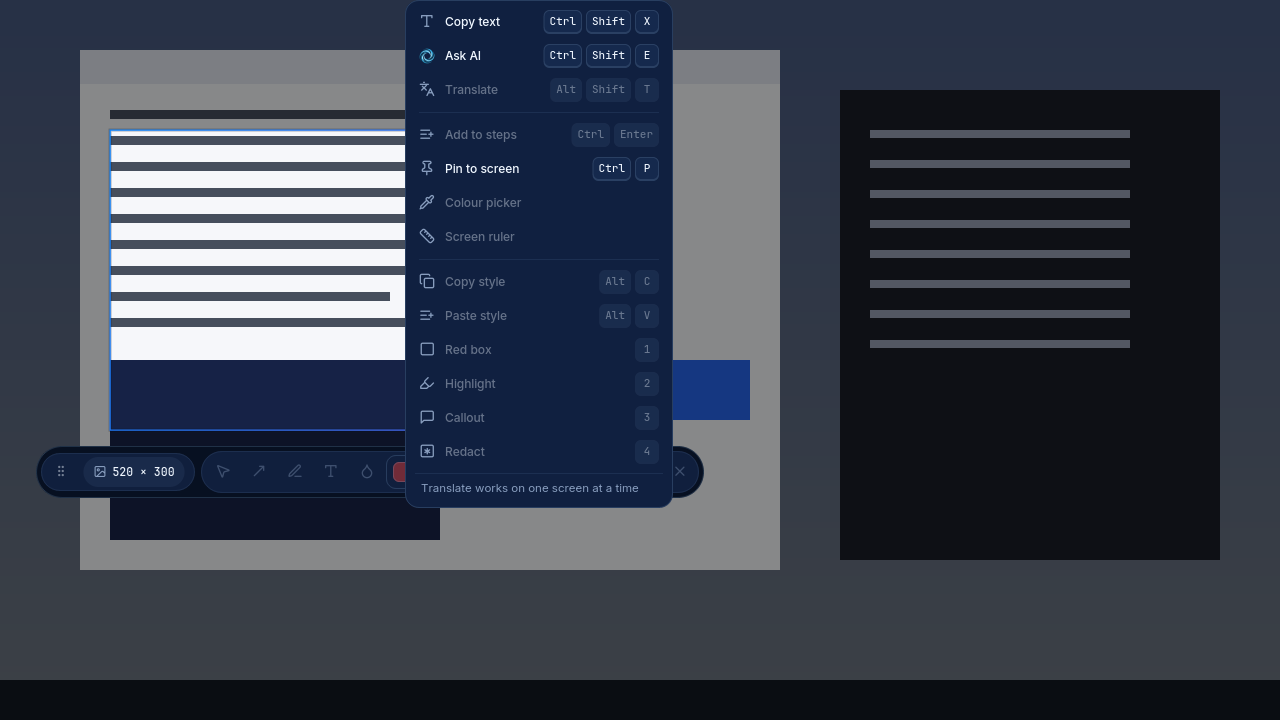 Copy text Ctrl Shift X
Ask AI Ctrl Shift E
Translate Alt Shift T
Add to steps Ctrl Enter
Pin to screen Ctrl P
Colour picker
Screen ruler
Copy style Alt C
Paste style Alt V
Red box 1
Highlight 2
Callout 3
Redact 4
520 × 300
Translate works on one screen at a time